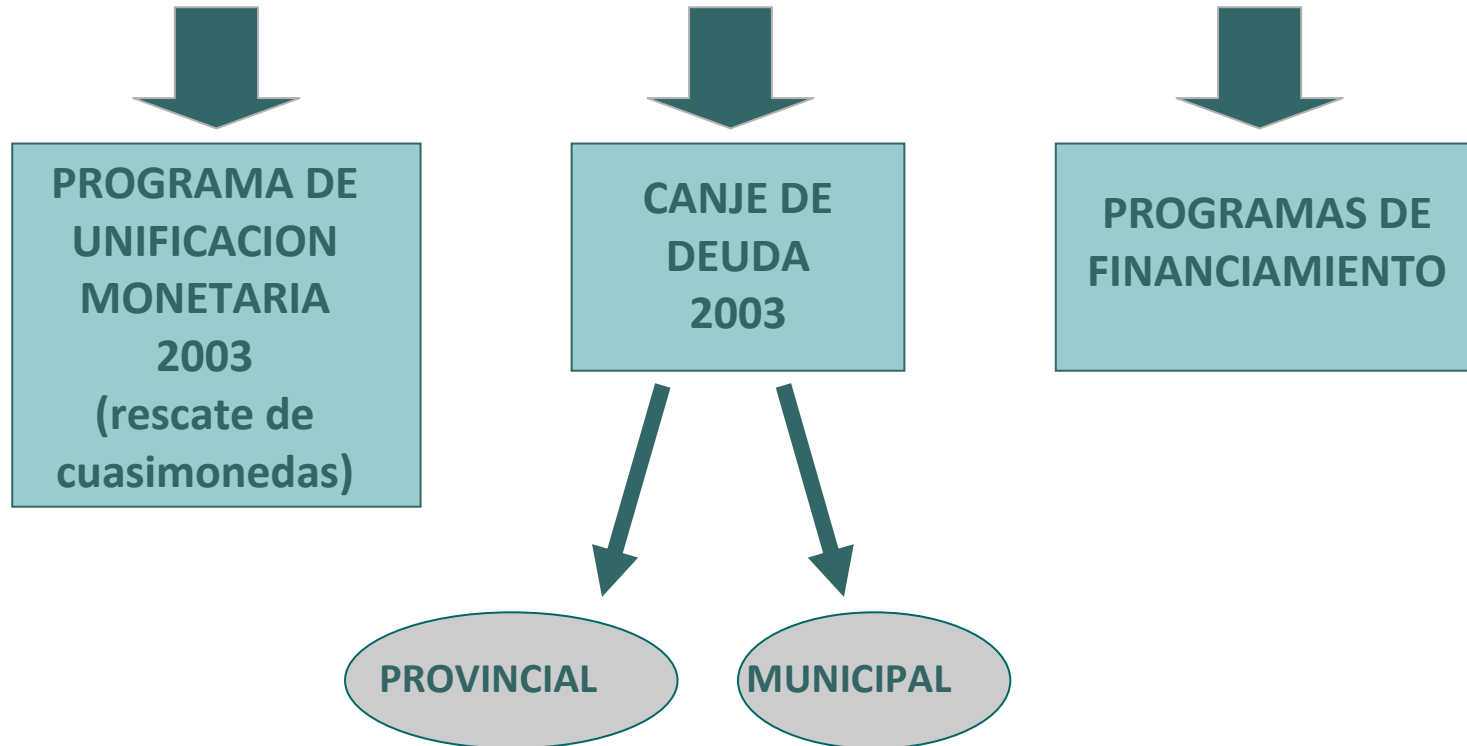 PROGRAMA DE
UNIFICACION
MONETARIA
2003
(rescate de
cuasimonedas)
CANJE DE
DEUDA
2003
PROGRAMAS DE
FINANCIAMIENTO
PROVINCIAL
MUNICIPAL